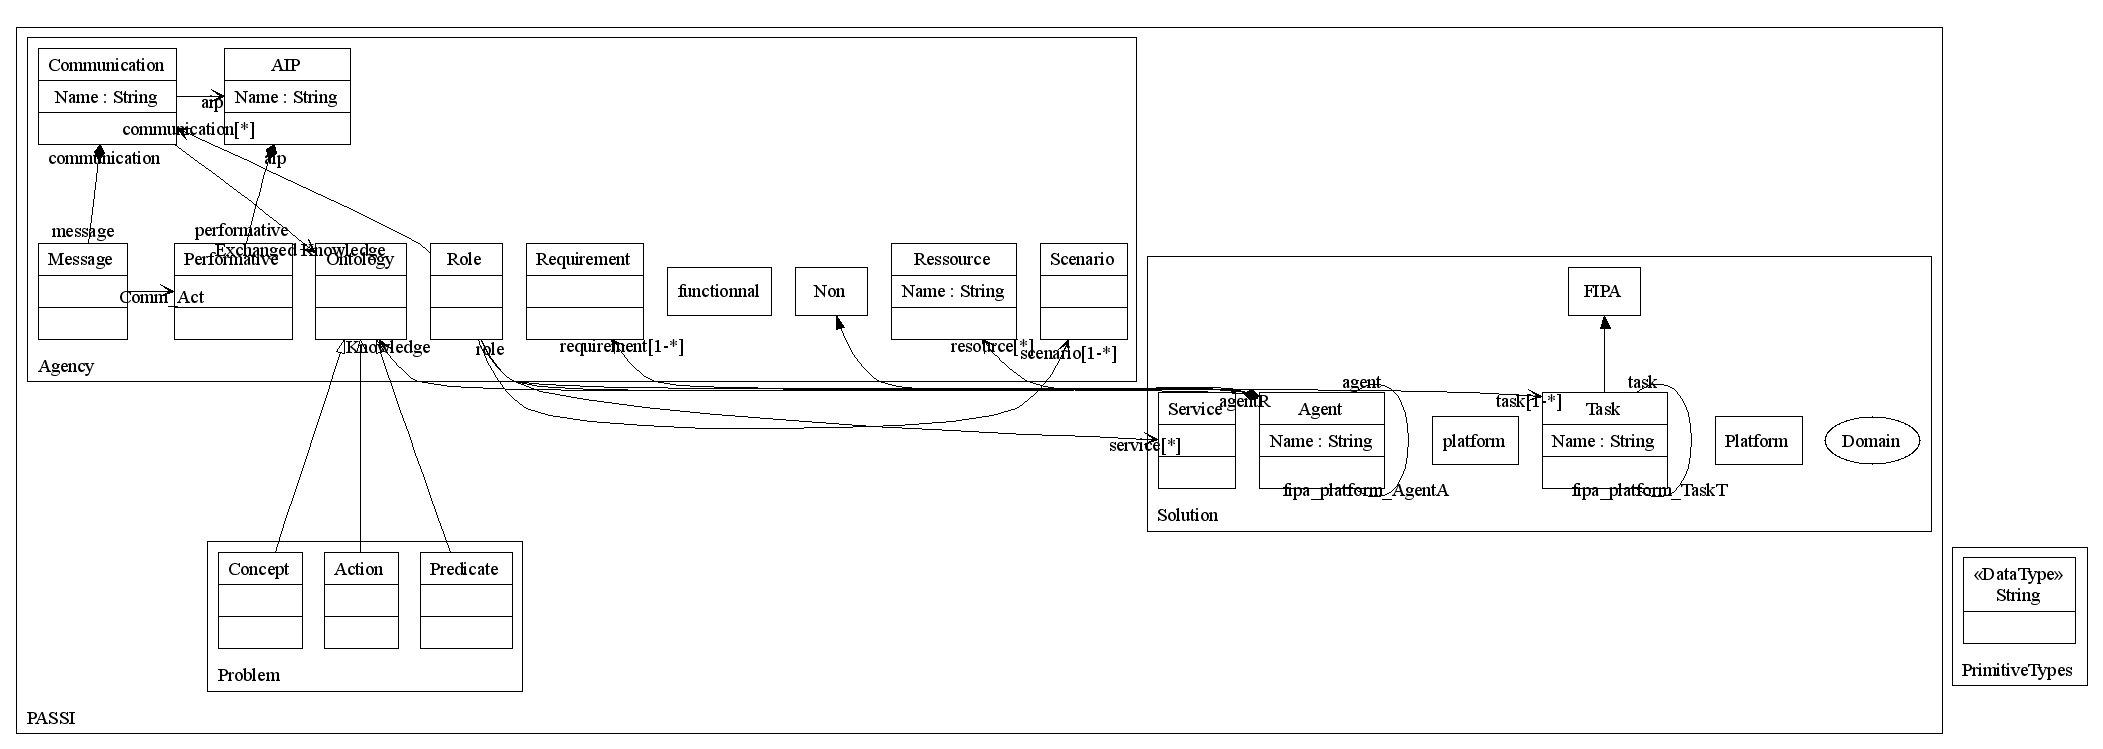 Communication
Name : String
AIP
Name : String
aip
communication[*]
communication
aip
message
performative
Exchanged Knowledge
Message
Performative
Ontology
Role
Requirement
functionnal
Non
Ressource
Name : String
Scenario
Comm_Act
Knowledge
role
requirement[1-*]
resource[*]
scenario[1-*]
Agency
FIPA
agent
task
agentR
task[1-*]
Service
Agent
Name : String
platform
Task
Name : String
Platform
Domain
service[*]
fipa_platform_AgentA
fipa_platform_TaskT
Solution
Concept
Action
Predicate
Problem
«DataType»
String
PrimitiveTypes
PASSI